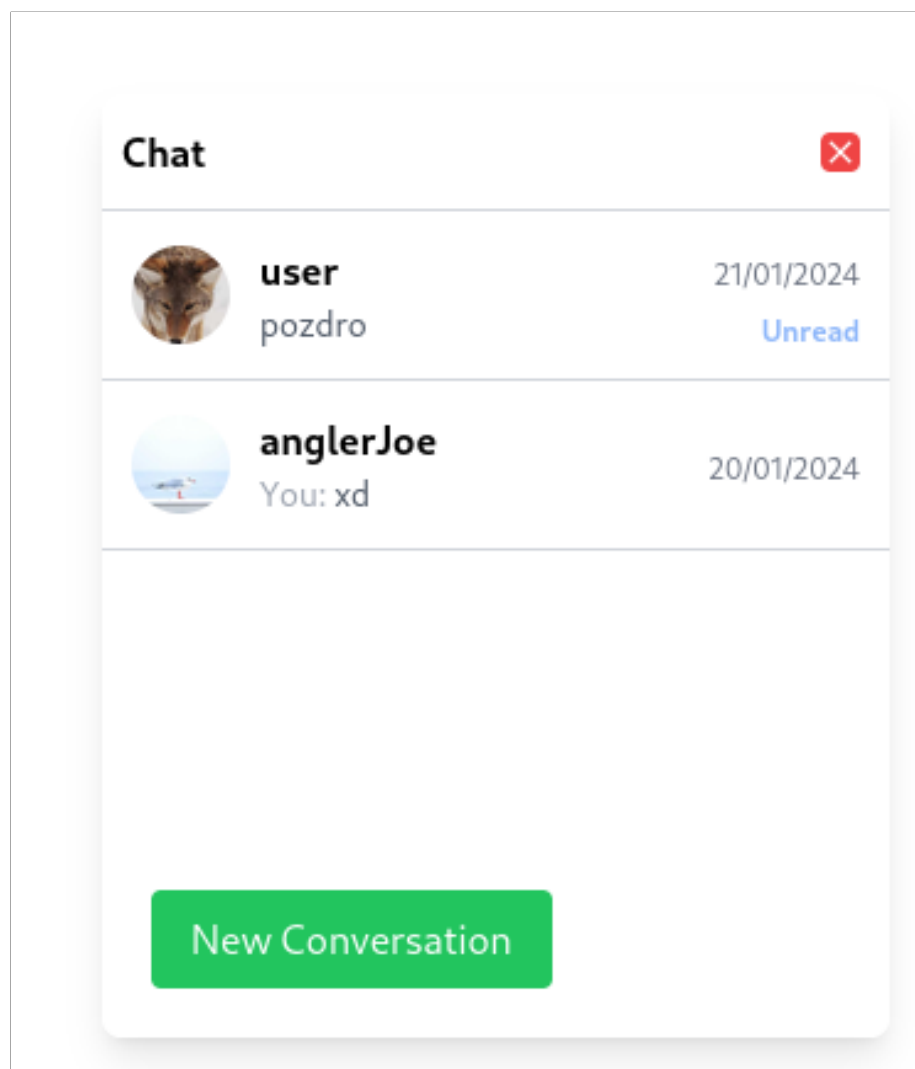 Chat
user
21/01/2024
pozdro
Unread
anglerJoe
20/01/2024
You: xd
New Conversation